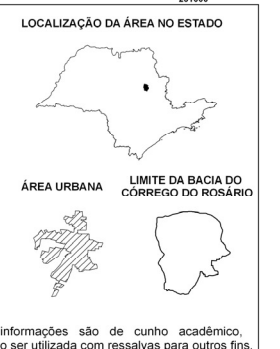 LOCALIZAÇÃO DA ÁREA NO ESTADO
ÁREA URBANA
LIMITE DA BACIA DO
CÓRREGO DO ROSÁRIO
informações são de cunho acadêmico,
o ser utilizada com ressalvas para outros fins.